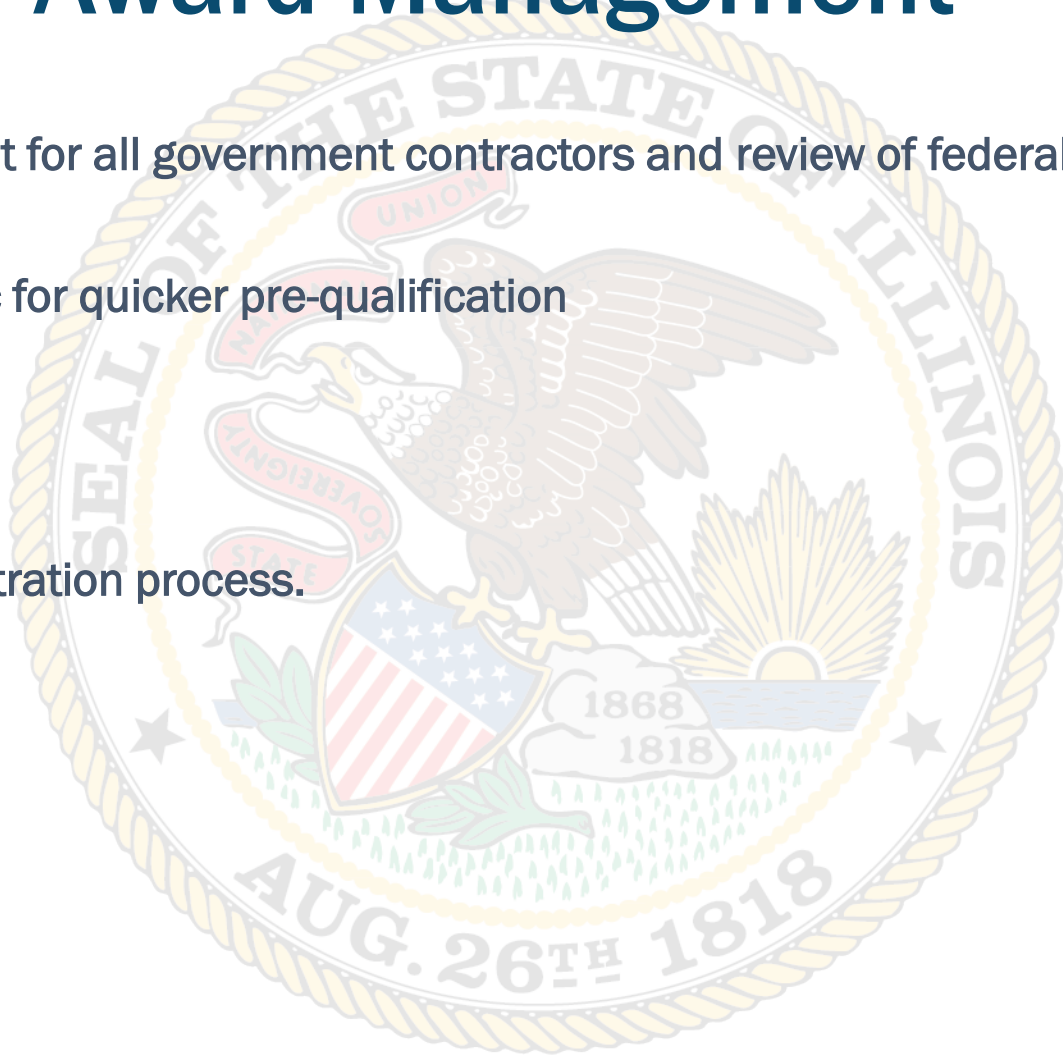 Award Management
SEAL OF THE STATE OF ILLINOIS
t for all government contractors and review of federal
UNION
for quicker pre-qualification
NATIONAL
SOVEREIGNTY
STATE
tration process.
1868
1818
AUG. 26TH 1818